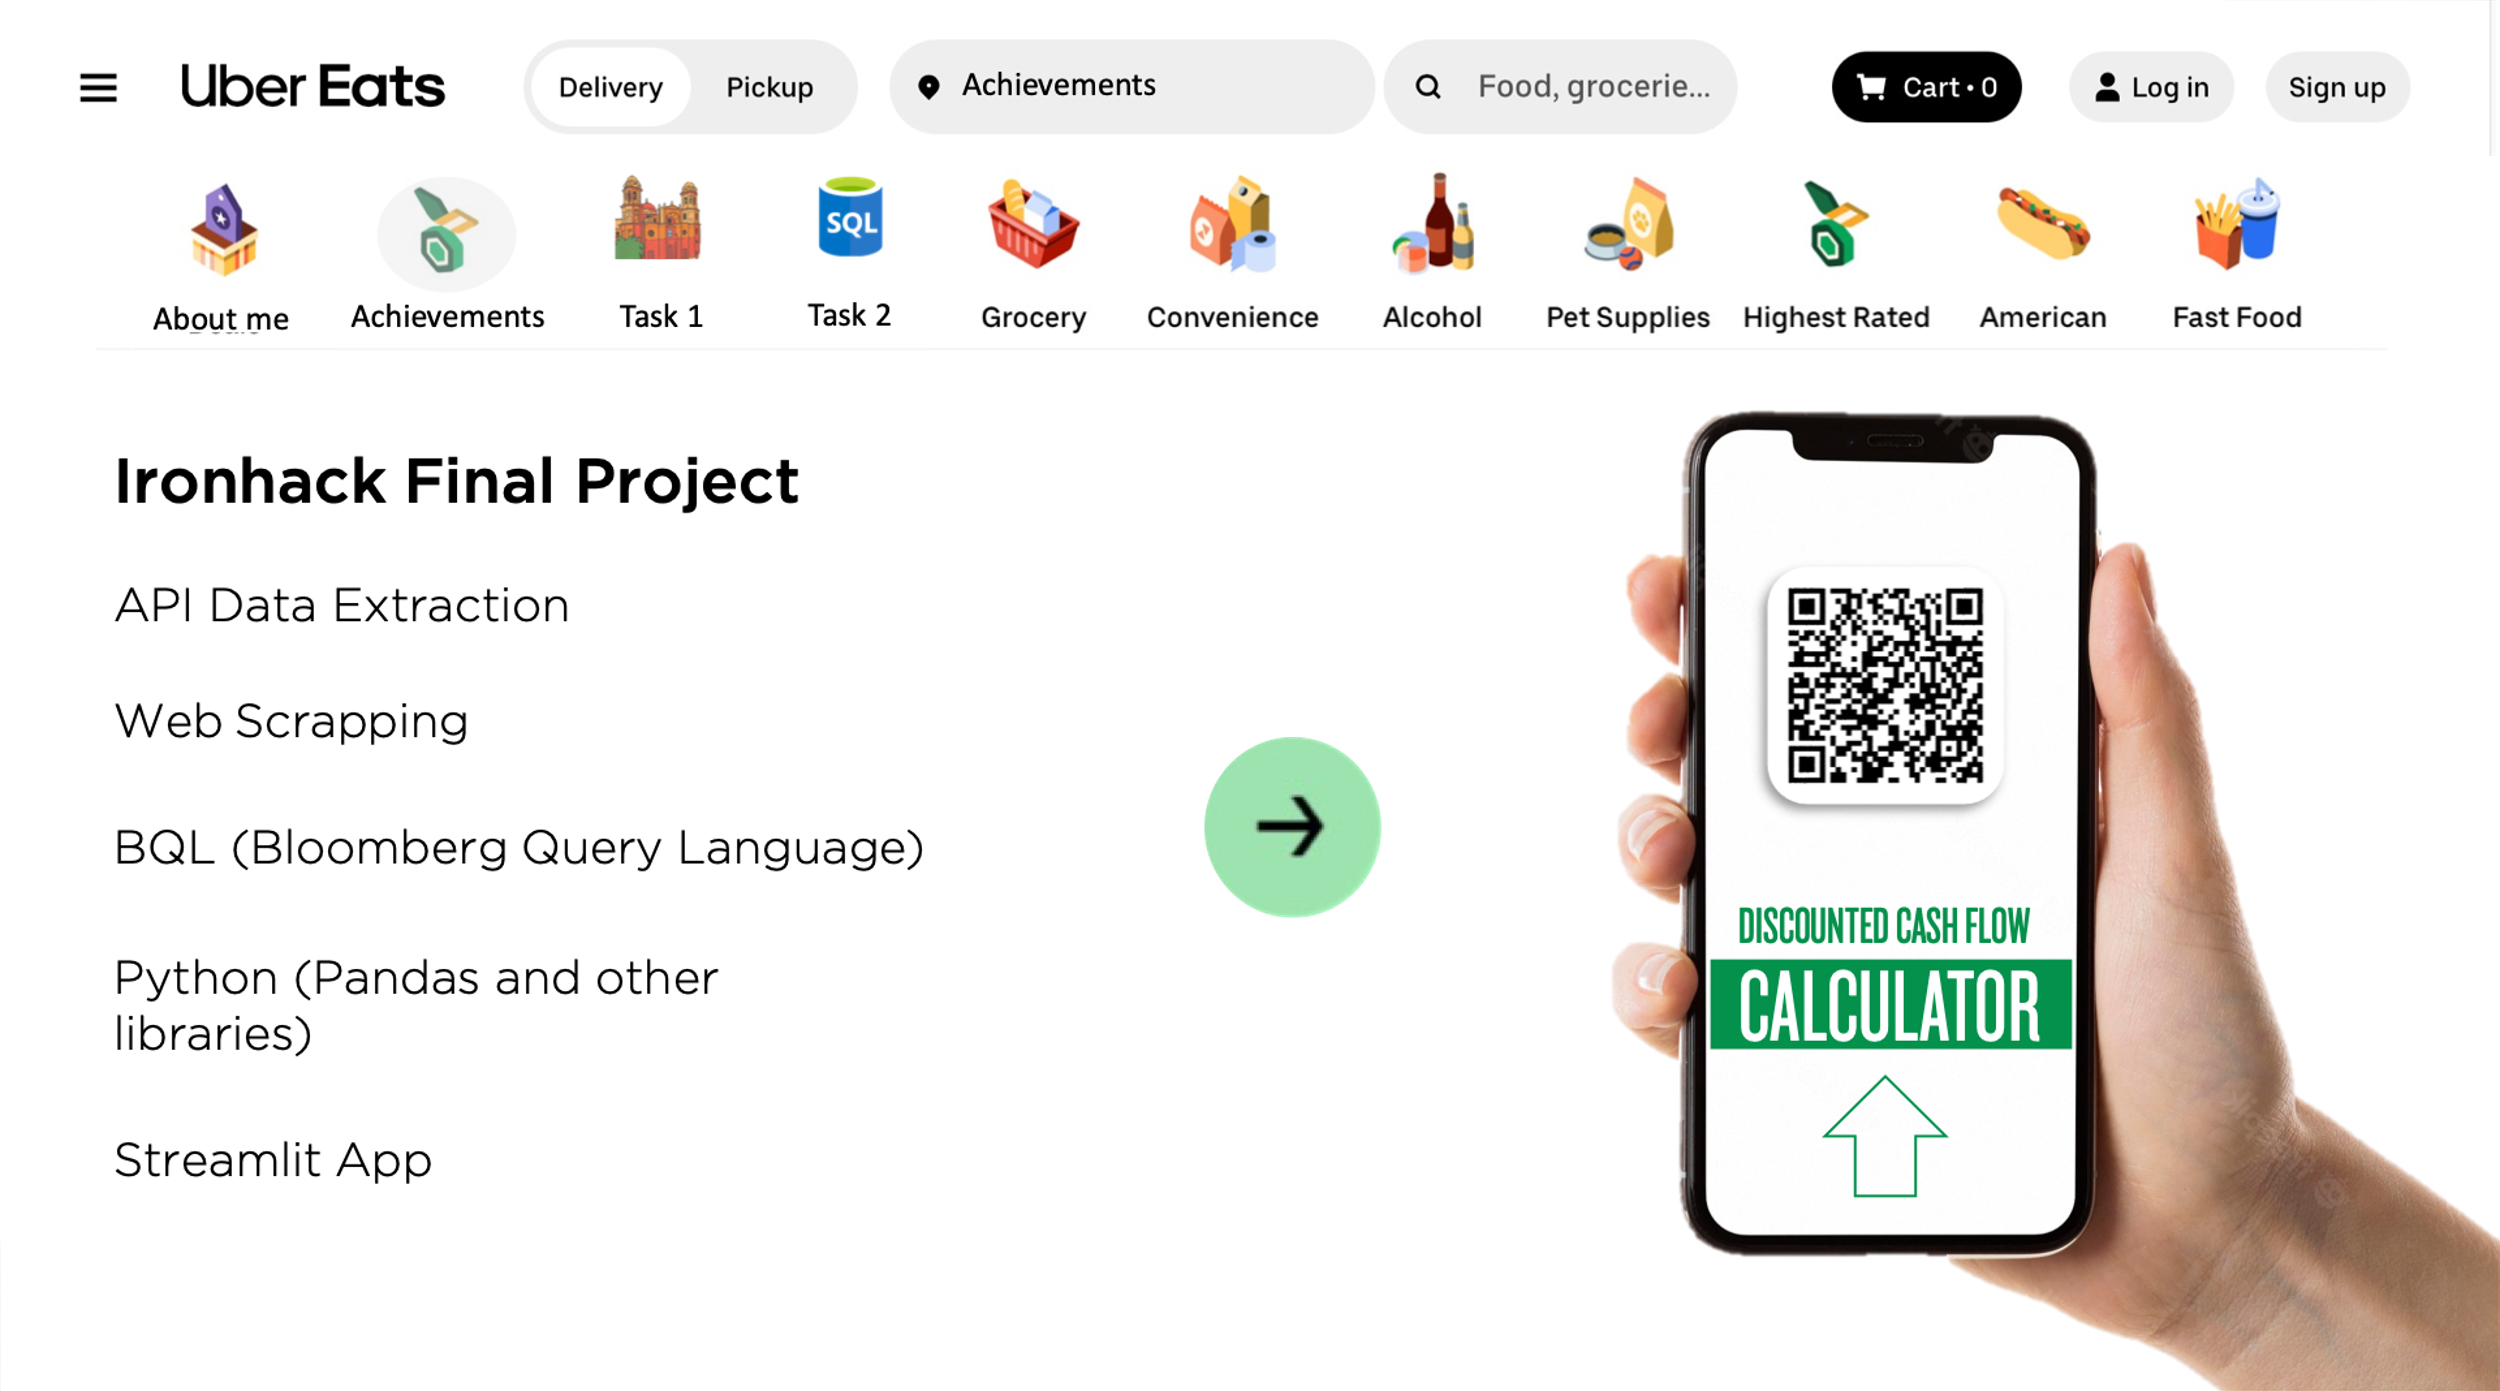 Uber Eats
Delivery
Pickup
Achievements
Food, grocerie...
Cart • 0
Log in
Sign up
SQL
About me
Achievements
Task 1
Task 2
Grocery
Convenience
Alcohol
Pet Supplies
Highest Rated
American
Fast Food
Ironhack Final Project
API Data Extraction
Web Scrapping
BQL (Bloomberg Query Language)
Python (Pandas and other
libraries)
Streamlit App
DISCOUNTED CASH FLOW
CALCULATOR